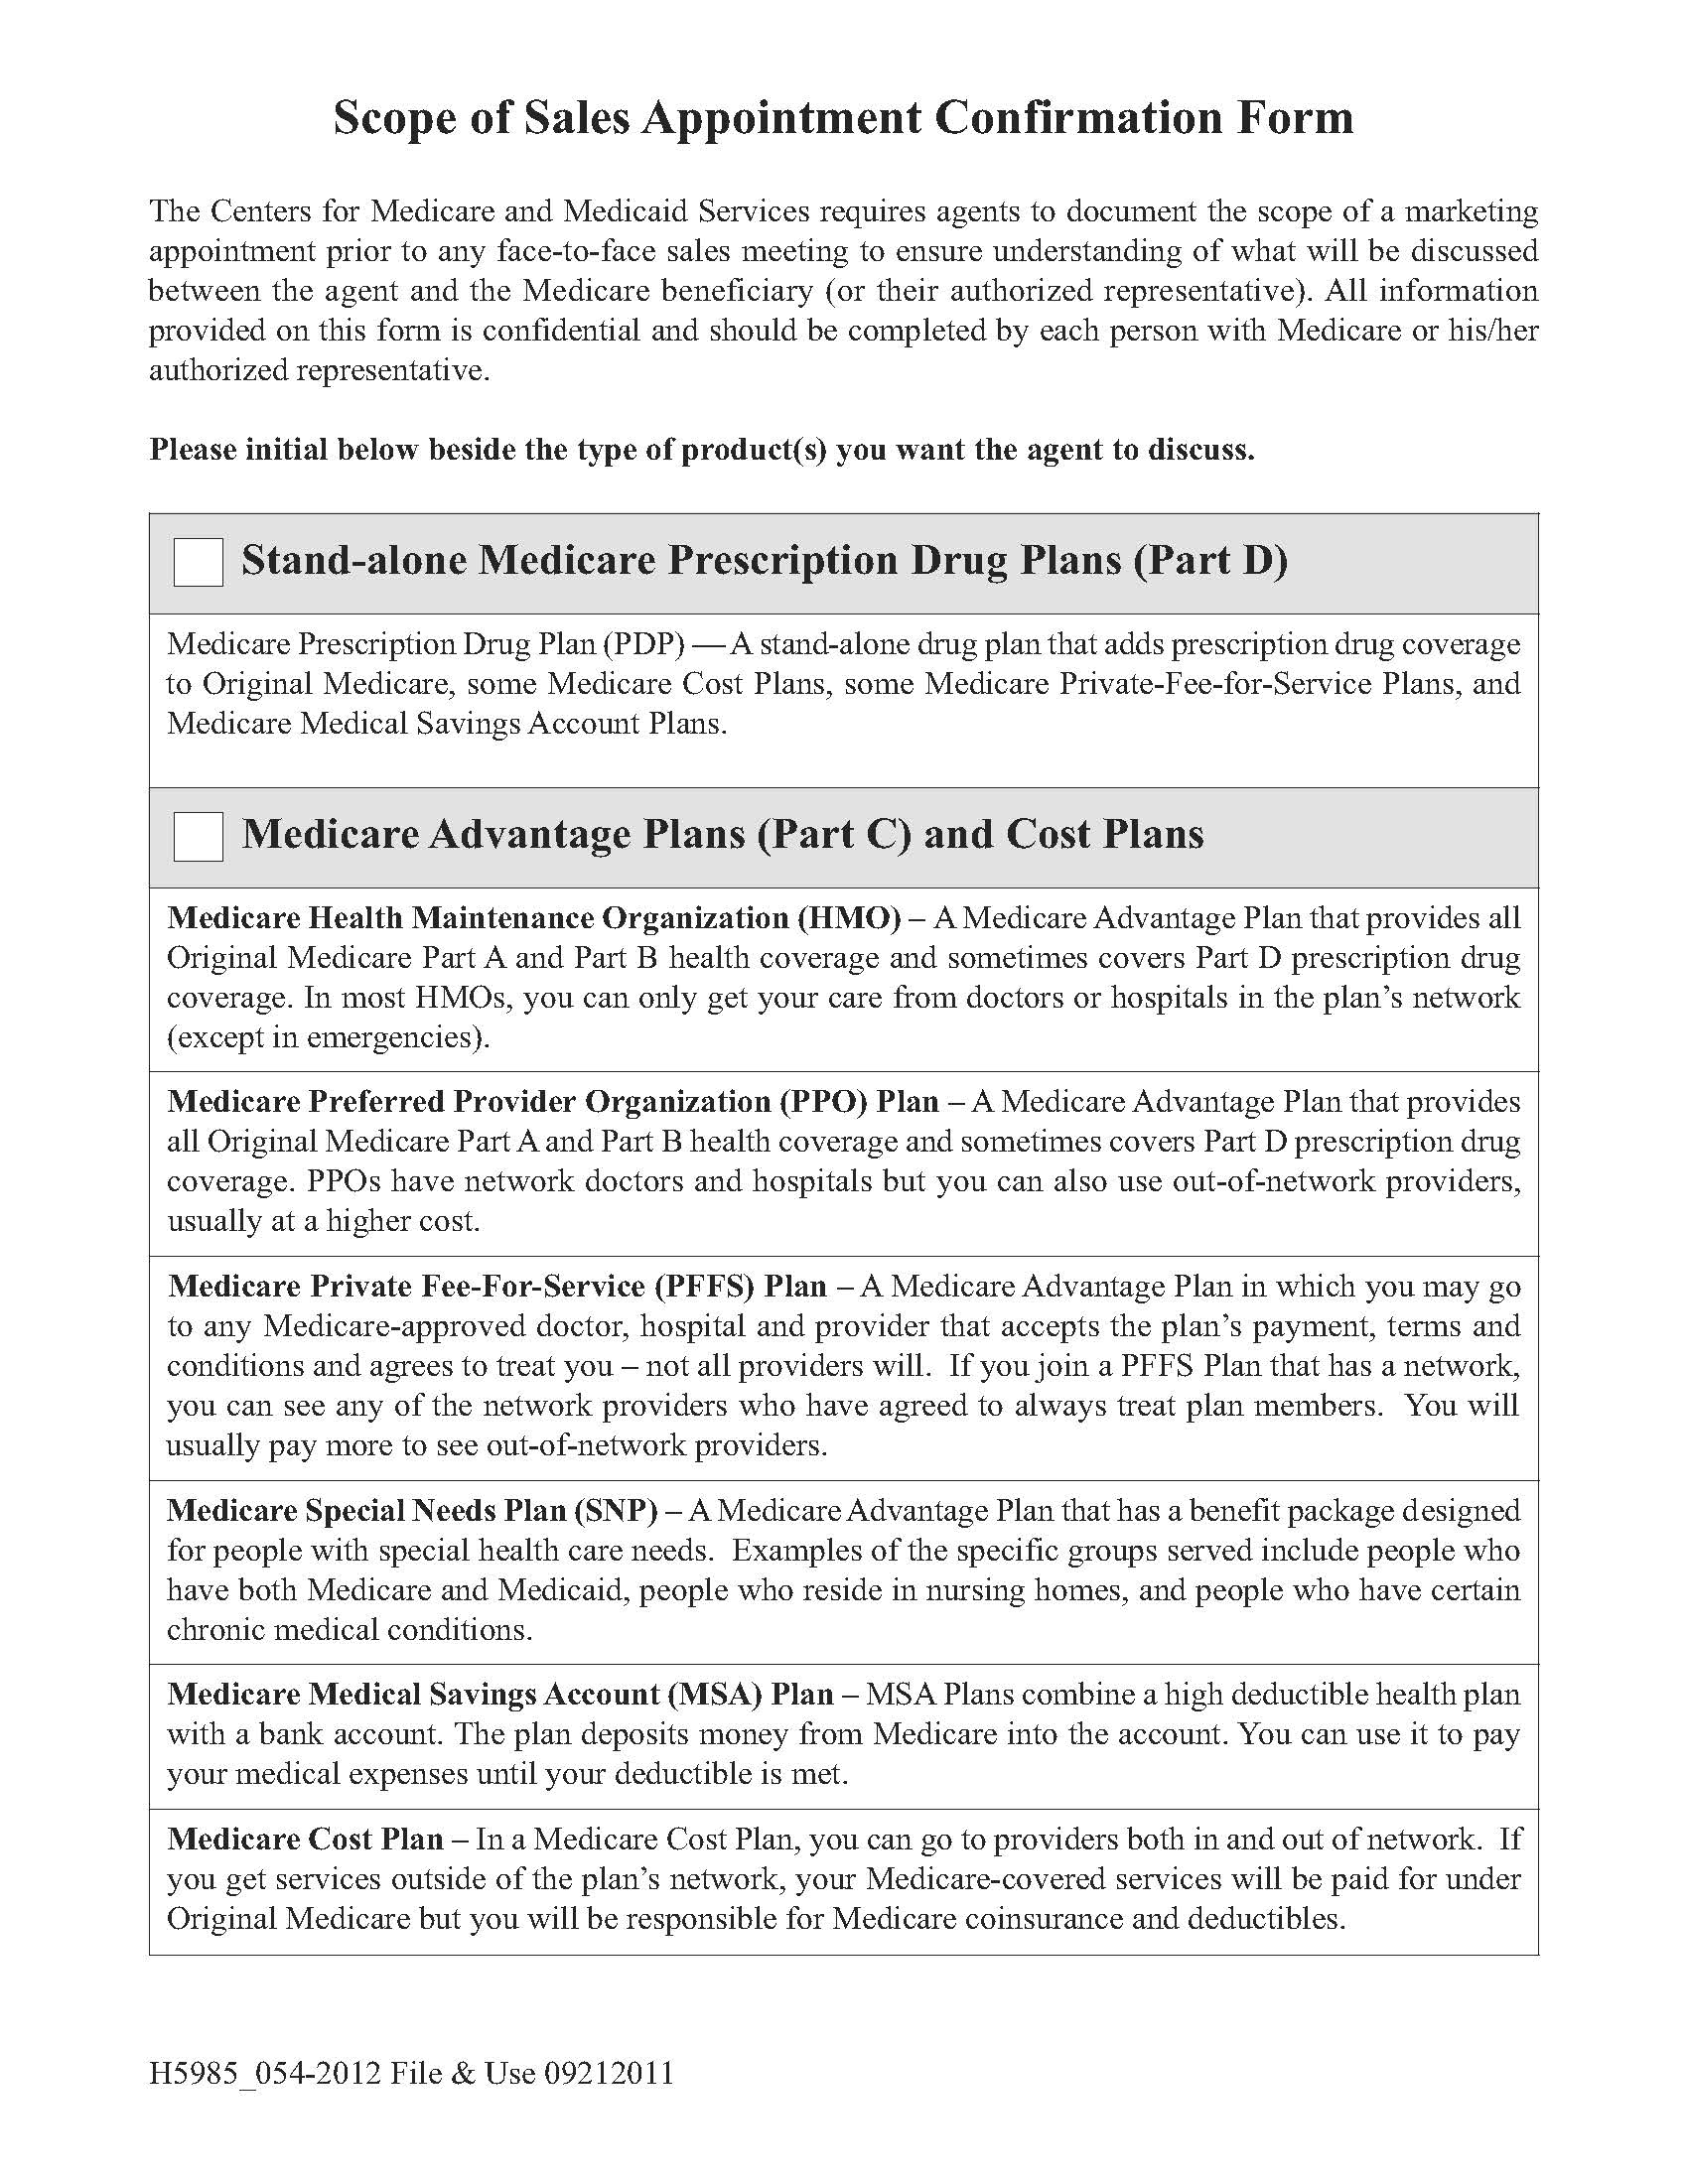 Scope of Sales Appointment Confirmation Form
The Centers for Medicare and Medicaid Services requires agents to document the scope of a marketing
appointment prior to any face-to-face sales meeting to ensure understanding of what will be discussed
between the agent and the Medicare beneficiary (or their authorized representative). All information
provided on this form is confidential and should be completed by each person with Medicare or his/her
authorized representative.
Please initial below beside the type of product(s) you want the agent to discuss.
Stand-alone Medicare Prescription Drug Plans (Part D)
Medicare Prescription Drug Plan (PDP) — A stand-alone drug plan that adds prescription drug coverage
to Original Medicare, some Medicare Cost Plans, some Medicare Private-Fee-for-Service Plans, and
Medicare Medical Savings Account Plans.
Medicare Advantage Plans (Part C) and Cost Plans
Medicare Health Maintenance Organization (HMO) – A Medicare Advantage Plan that provides all
Original Medicare Part A and Part B health coverage and sometimes covers Part D prescription drug
coverage. In most HMOs, you can only get your care from doctors or hospitals in the plan’s network
(except in emergencies).
Medicare Preferred Provider Organization (PPO) Plan – A Medicare Advantage Plan that provides
all Original Medicare Part A and Part B health coverage and sometimes covers Part D prescription drug
coverage. PPOs have network doctors and hospitals but you can also use out-of-network providers,
usually at a higher cost.
Medicare Private Fee-For-Service (PFFS) Plan – A Medicare Advantage Plan in which you may go
to any Medicare-approved doctor, hospital and provider that accepts the plan’s payment, terms and
conditions and agrees to treat you – not all providers will. If you join a PFFS Plan that has a network,
you can see any of the network providers who have agreed to always treat plan members. You will
usually pay more to see out-of-network providers.
Medicare Special Needs Plan (SNP) – A Medicare Advantage Plan that has a benefit package designed
for people with special health care needs. Examples of the specific groups served include people who
have both Medicare and Medicaid, people who reside in nursing homes, and people who have certain
chronic medical conditions.
Medicare Medical Savings Account (MSA) Plan – MSA Plans combine a high deductible health plan
with a bank account. The plan deposits money from Medicare into the account. You can use it to pay
your medical expenses until your deductible is met.
Medicare Cost Plan – In a Medicare Cost Plan, you can go to providers both in and out of network. If
you get services outside of the plan’s network, your Medicare-covered services will be paid for under
Original Medicare but you will be responsible for Medicare coinsurance and deductibles.
H5985_054-2012 File & Use 09212011